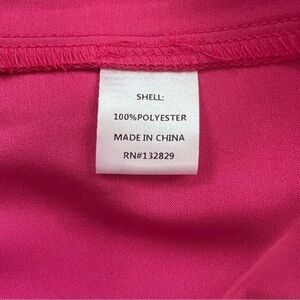 SHELL:
100%POLYESTER
MADE IN CHINA
RN#132829